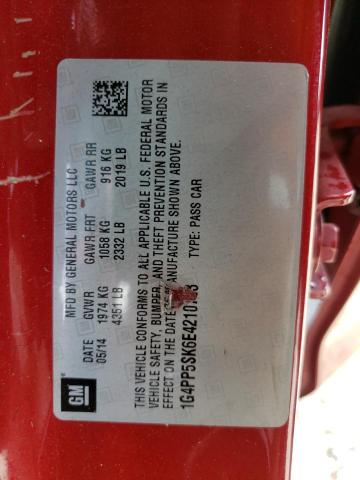 GM
MFD BY GENERAL MOTORS LLC
DATE GVWR GAWR FRT GAWR RR
05/14 1974 KG 1058 KG 916 KG
4351 LB 2332 LB 2019 LB
THIS VEHICLE CONFORMS TO ALL APPLICABLE U.S. FEDERAL MOTOR
VEHICLE SAFETY, BUMPER, AND THEFT PREVENTION STANDARDS IN
EFFECT ON THE DATE MANUFACTURE SHOWN ABOVE.
TYPE: PASS CAR